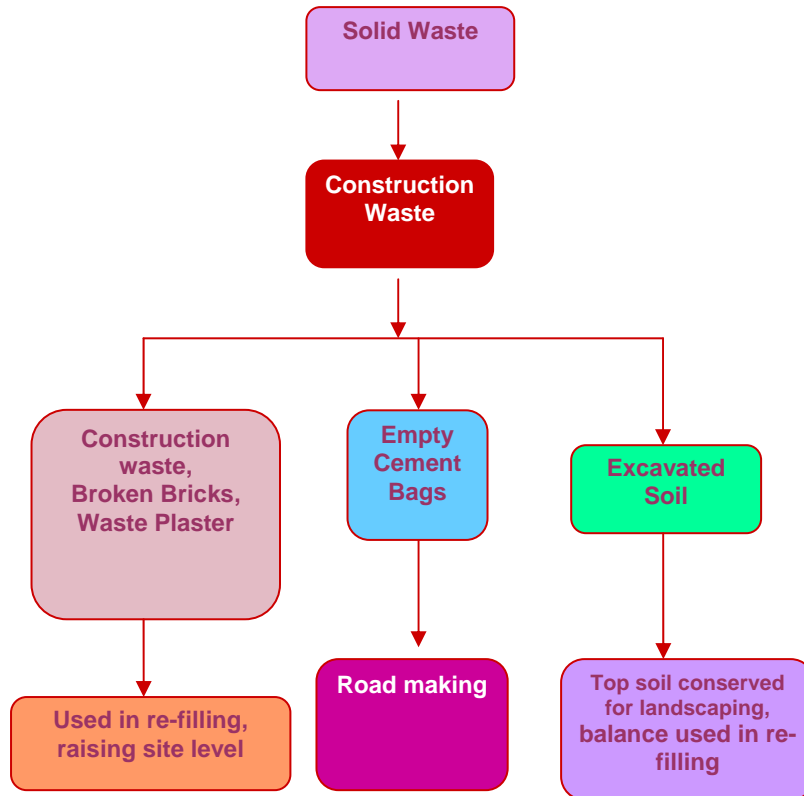 Solid Waste
Construction
Waste
Construction
waste,
Broken Bricks,
Waste Plaster
Empty
Cement
Bags
Excavated
Soil
Used in re-filling,
raising site level
Road making
Top soil conserved
for landscaping,
balance used in re-
filling